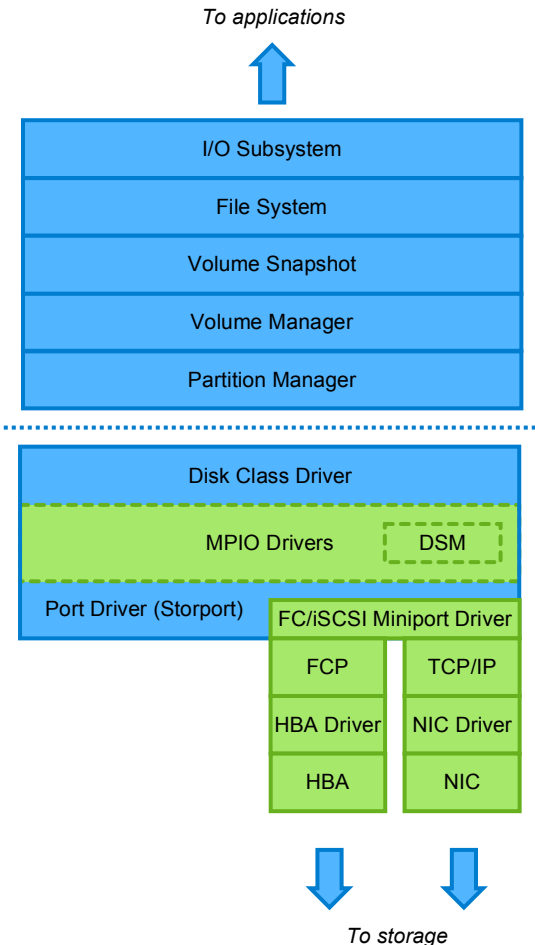 To applications
I/O Subsystem
File System
Volume Snapshot
Volume Manager
Partition Manager
Disk Class Driver
MPIO Drivers
DSM
Port Driver (Storport)
FC/iSCSI Miniport Driver
FCP
TCP/IP
HBA Driver
NIC Driver
HBA
NIC
To storage